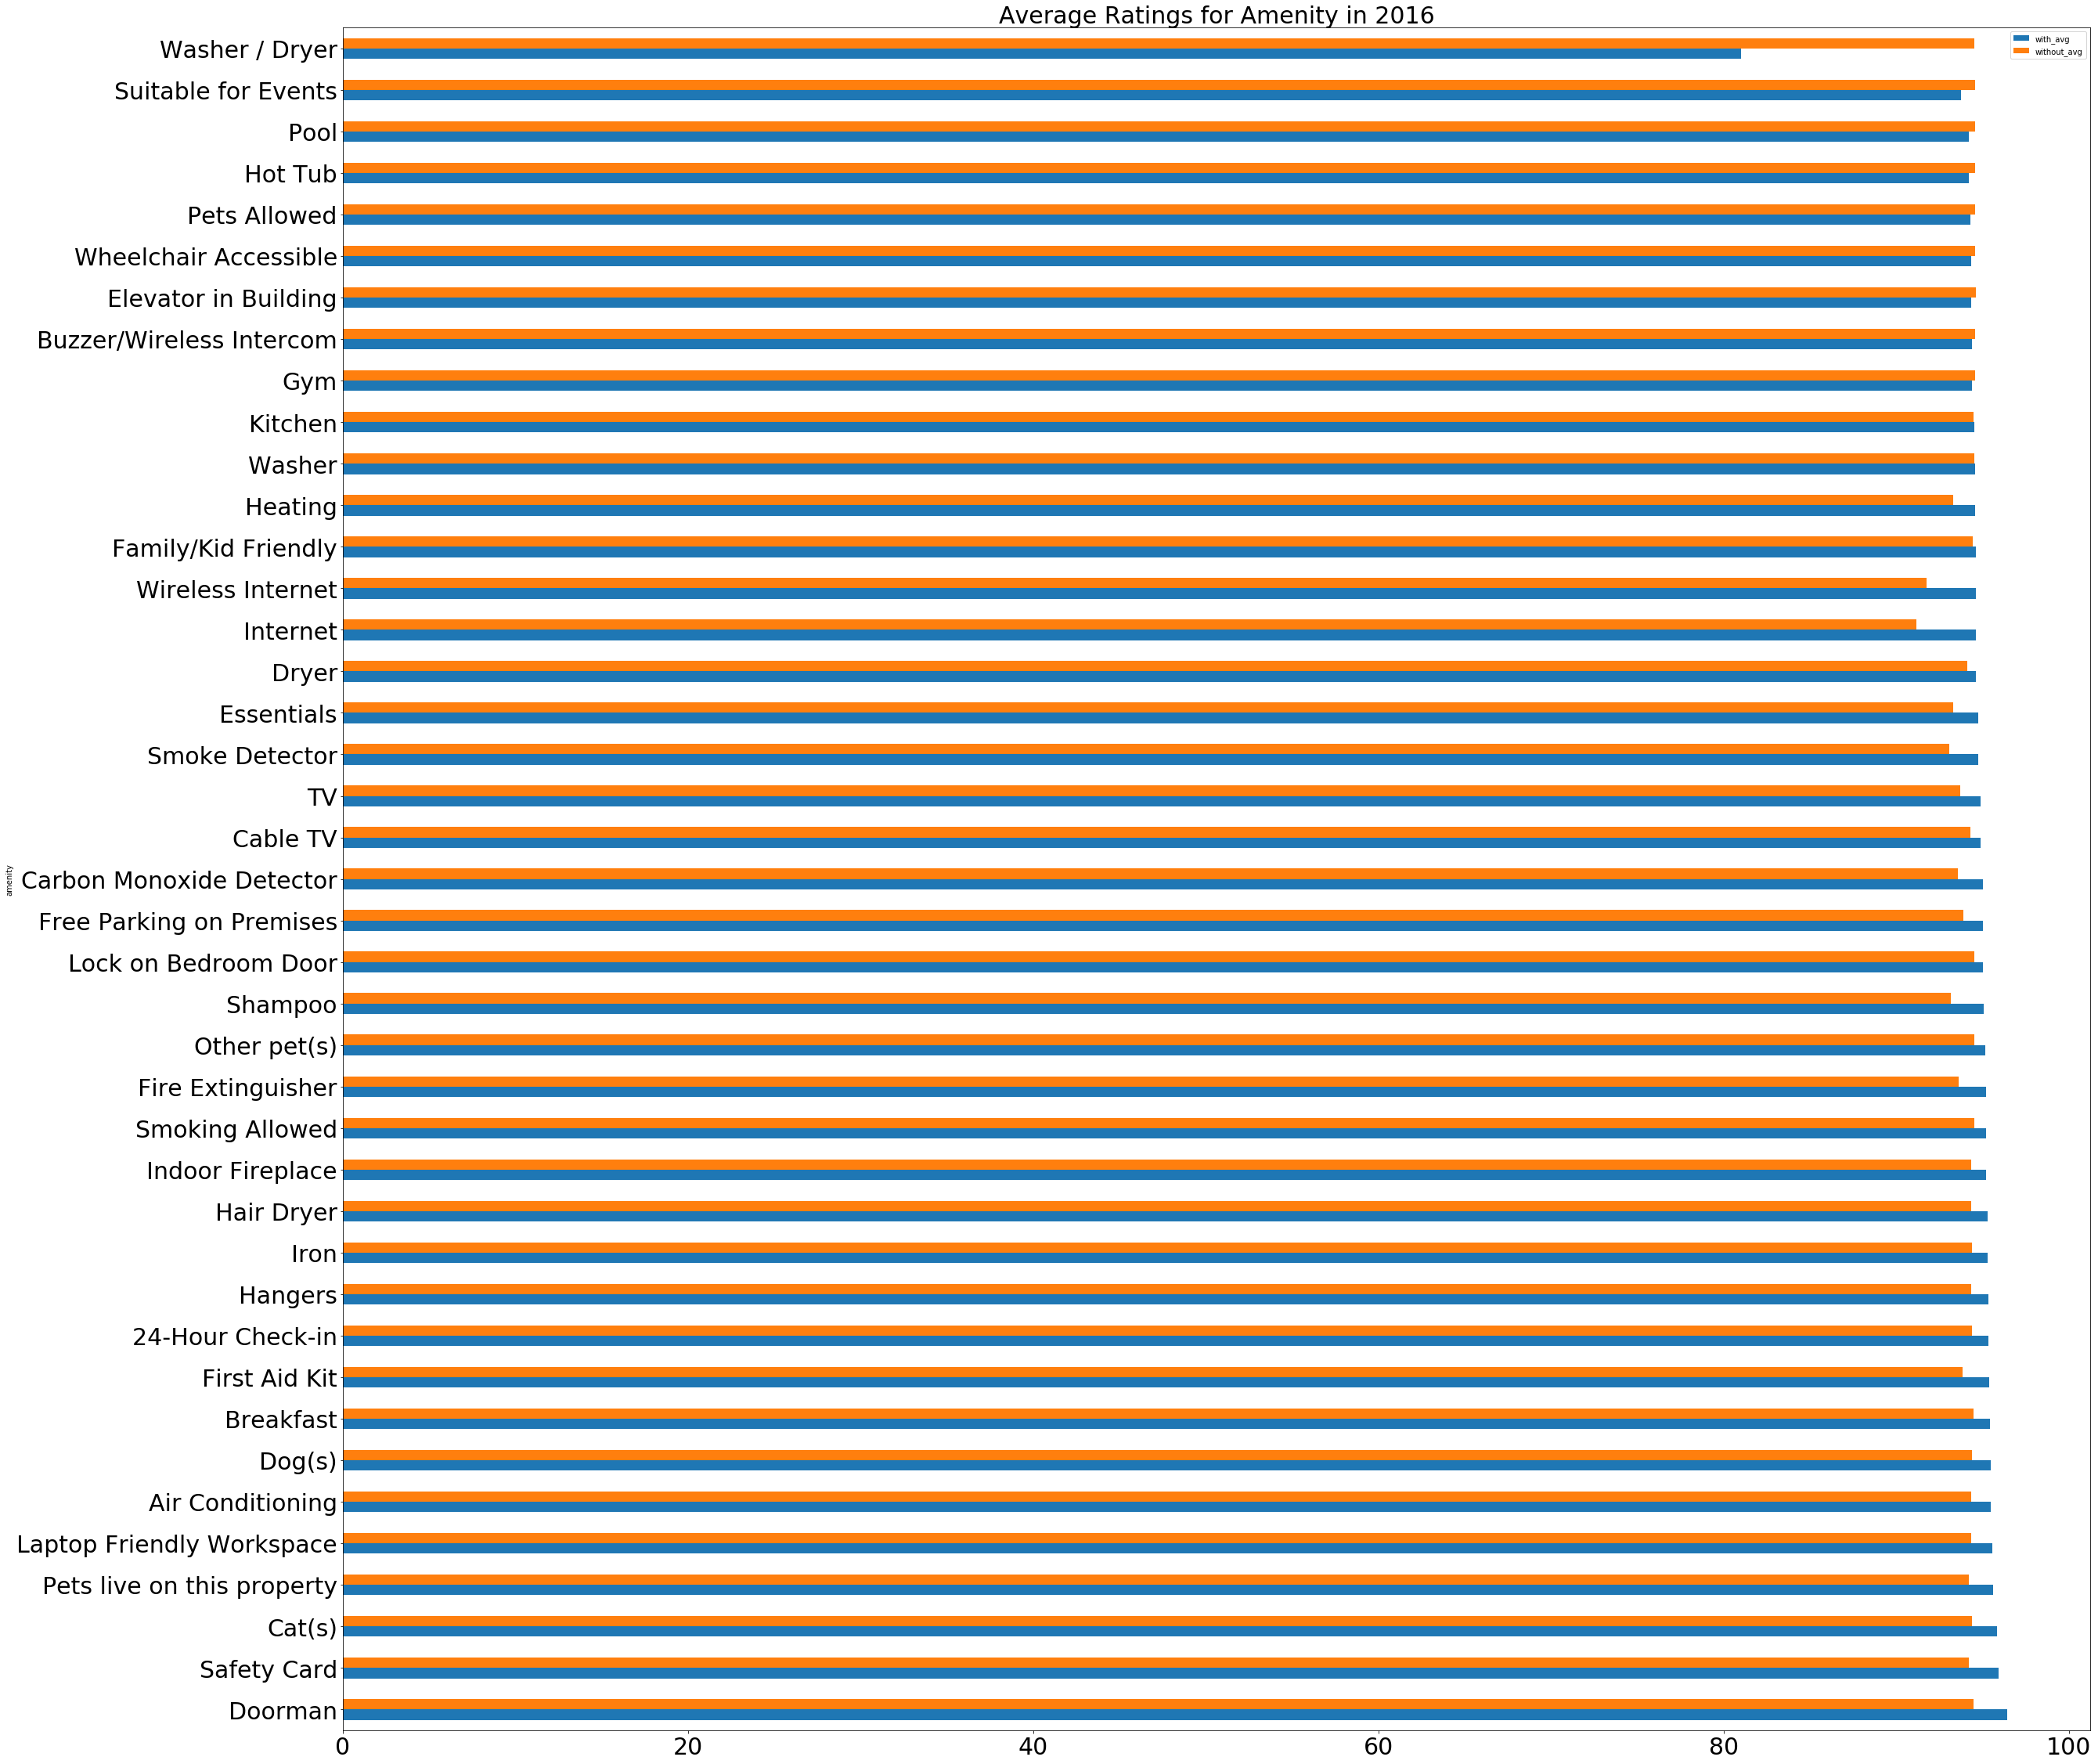 Average Ratings for Amenity in 2016
with_avg
without_avg
Washer / Dryer
Suitable for Events
Pool
Hot Tub
Pets Allowed
Wheelchair Accessible
Elevator in Building
Buzzer/Wireless Intercom
Gym
Kitchen
Washer
Heating
Family/Kid Friendly
Wireless Internet
Internet
Dryer
Essentials
Smoke Detector
TV
Cable TV
Carbon Monoxide Detector
Free Parking on Premises
Lock on Bedroom Door
Shampoo
Other pet(s)
Fire Extinguisher
Smoking Allowed
Indoor Fireplace
Hair Dryer
Iron
Hangers
24-Hour Check-in
First Aid Kit
Breakfast
Dog(s)
Air Conditioning
Laptop Friendly Workspace
Pets live on this property
Cat(s)
Safety Card
Doorman
amenity
0 20 40 60 80 100